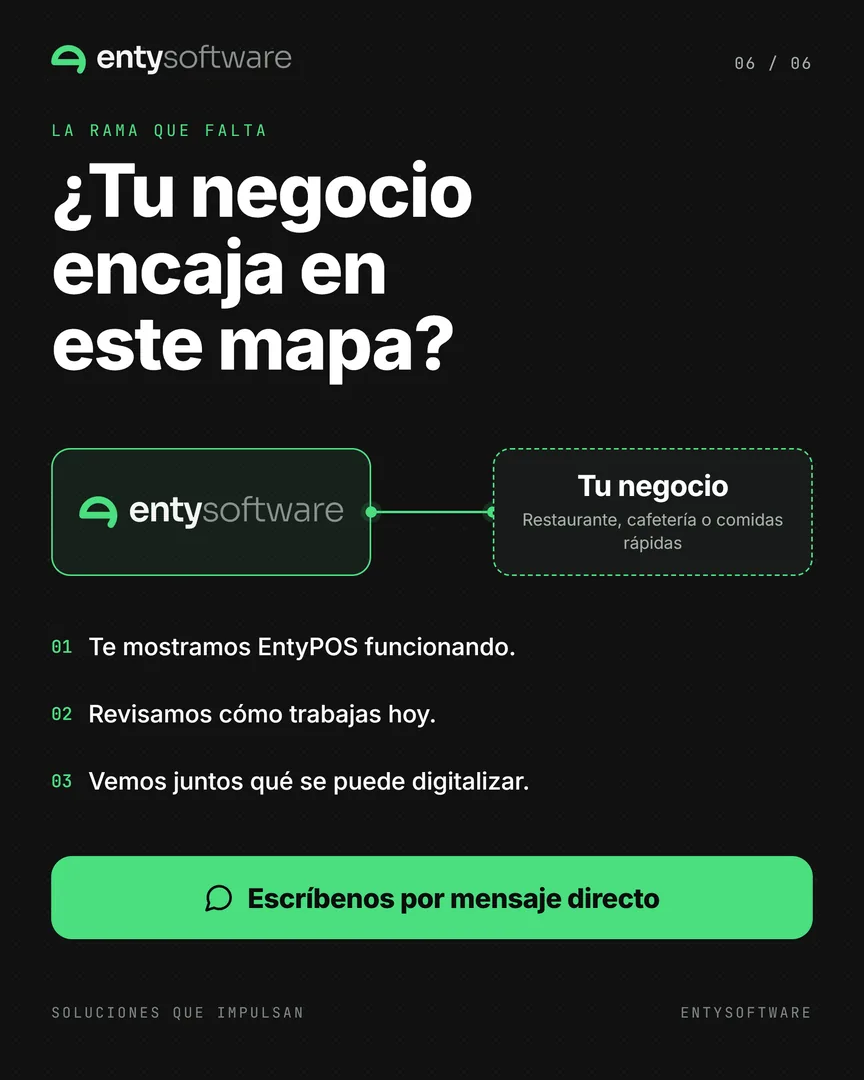 entysoftware
06 / 06
LA RAMA QUE FALTA
¿Tu negocio
encaja en
este mapa?
entysoftware
Tu negocio
Restaurante, cafetería o comidas
rápidas
01 Te mostramos EntyPOS funcionando.
02 Revisamos cómo trabajas hoy.
03 Vemos juntos qué se puede digitalizar.
Escríbenos por mensaje directo
SOLUCIONES QUE IMPULSAN
ENTYSOFTWARE